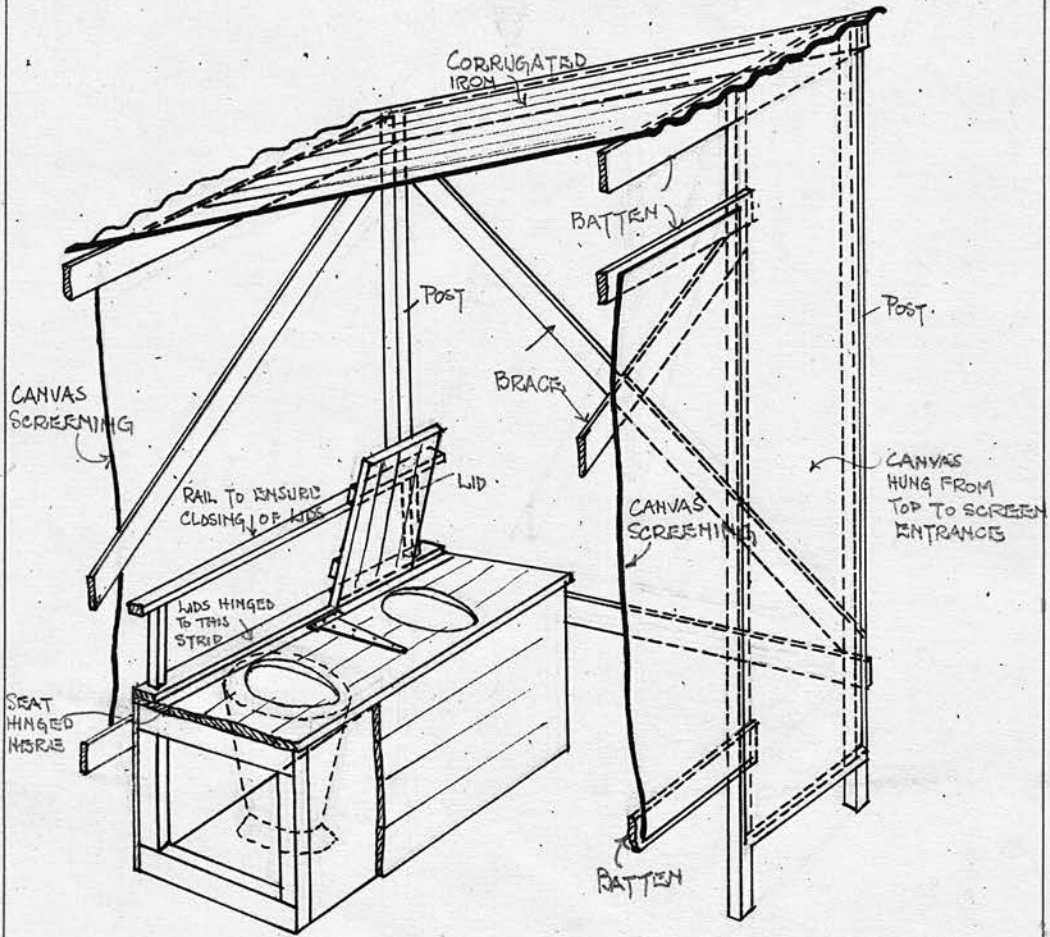 CORRUGATED
IRON
BATTEN
POST
POST
BRACE
CANVAS
SCREENING
LID
RAIL TO ENSURE
CLOSING OF LIDS
CANVAS
SCREENING
CANVAS
HUNG FROM
TOP TO SCREEN
ENTRANCE
LIDS HINGED
TO THIS
STRIP
SEAT
HINGED
HERE
BATTEN